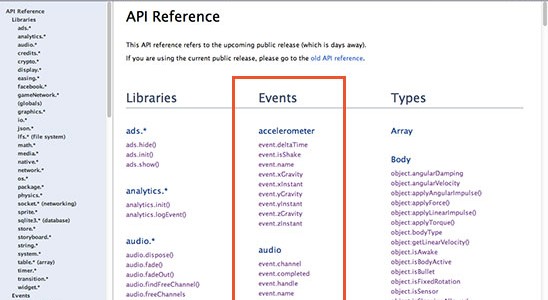 API Reference
Libraries
ads.*
analytics.*
audio.*
credits.*
crypto.*
display.*
easing.*
facebook.*
gameNetwork.*
(globals)
graphics.*
io.*
json.*
lfs.* (file system)
math.*
media.*
native.*
network.*
os.*
package.*
physics.*
socket.* (networking)
sprite.*
sqlite3.* (database)
store.*
storyboard.*
string.*
system.*
table.* (array)
timer.*
transition.*
widget.*
Events
API Reference
This API reference refers to the upcoming public release (which is days away).
If you are using the current public release, please go to the old API reference.
Libraries
ads.*
ads.hide()
ads.init()
ads.show()
analytics.*
analytics.init()
analytics.logEvent()
audio.*
audio.dispose()
audio.fade()
audio.fadeOut()
audio.findFreeChannel()
audio.freeChannels
Events
accelerometer
event.deltaTime
event.isShake
event.name
event.xGravity
event.xInstant
event.yGravity
event.yInstant
event.zGravity
event.zInstant
audio
event.channel
event.completed
event.handle
event.name
Types
Array
Body
object.angularDamping
object.angularVelocity
object.applyAngularImpulse()
object.applyForce()
object.applyLinearImpulse()
object.applyTorque()
object.bodyType
object.getLinearVelocity()
object.isAwake
object.isBodyActive
object.isBullet
object.isFixedRotation
object.isSensor